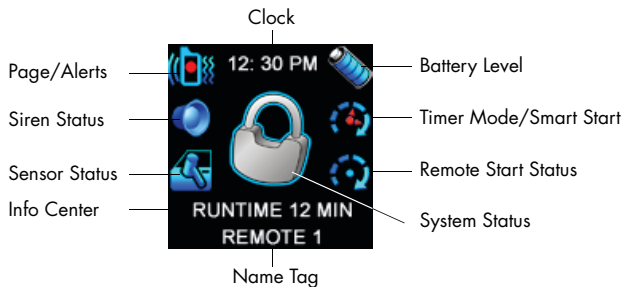 Clock
Page/Alerts
12: 30 PM
Battery Level
Siren Status
Timer Mode/Smart Start
Sensor Status
Remote Start Status
Info Center
RUNTIME 12 MIN
System Status
REMOTE 1
Name Tag